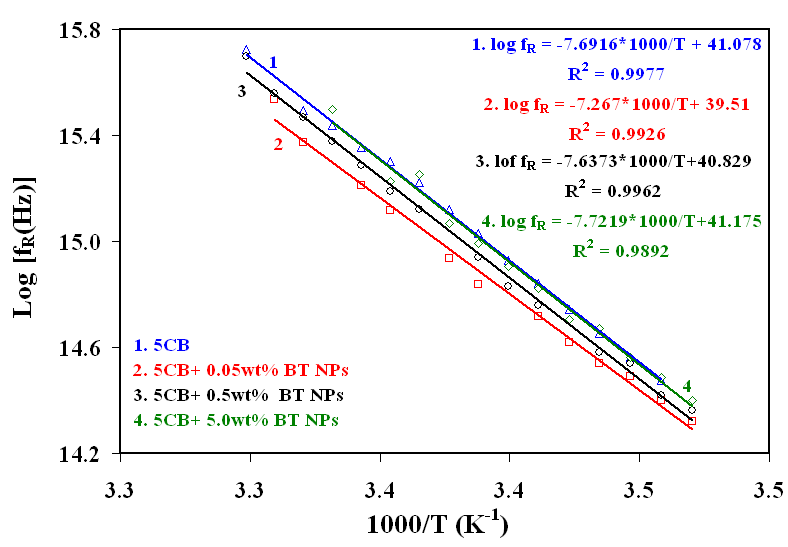 15.8
15.4
15.0
14.6
14.2
Log [fR(Hz)]
1. log fR = -7.6916*1000/T + 41.078
R2 = 0.9977
2. log fR = -7.267*1000/T+ 39.51
R2 = 0.9926
3. lof fR = -7.6373*1000/T+40.829
R2 = 0.9962
4. log fR = -7.7219*1000/T+41.175
R2 = 0.9892
1
3
2
4
1. 5CB
2. 5CB+ 0.05wt% BT NPs
3. 5CB+ 0.5wt% BT NPs
4. 5CB+ 5.0wt% BT NPs
3.3 3.3 3.4 3.4 3.5 3.5
1000/T (K-1)